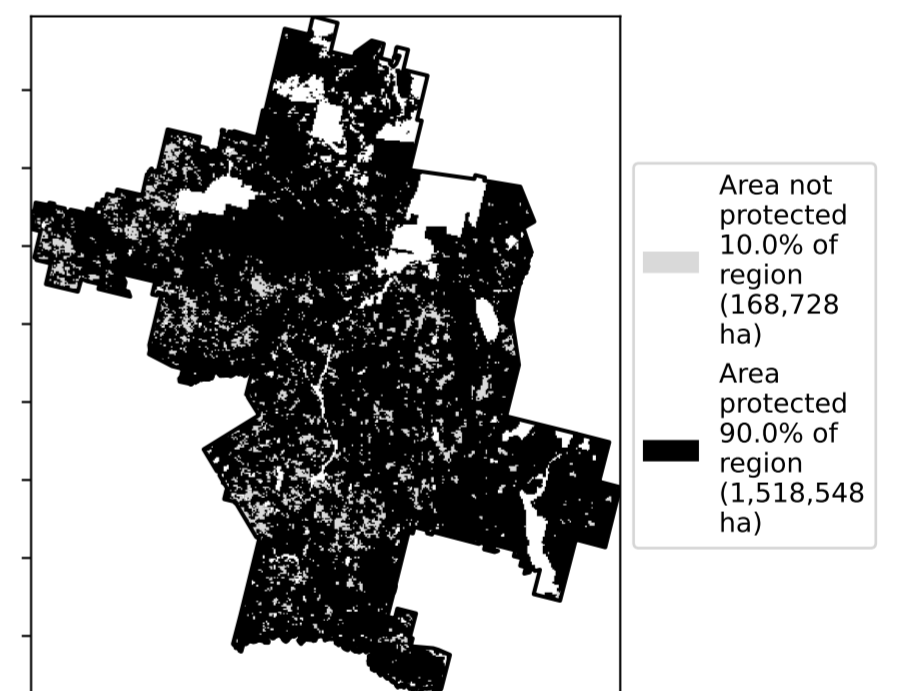 Area not
protected
10.0% of
region
(168,728
ha)
Area
protected
90.0% of
region
(1,518,548
ha)